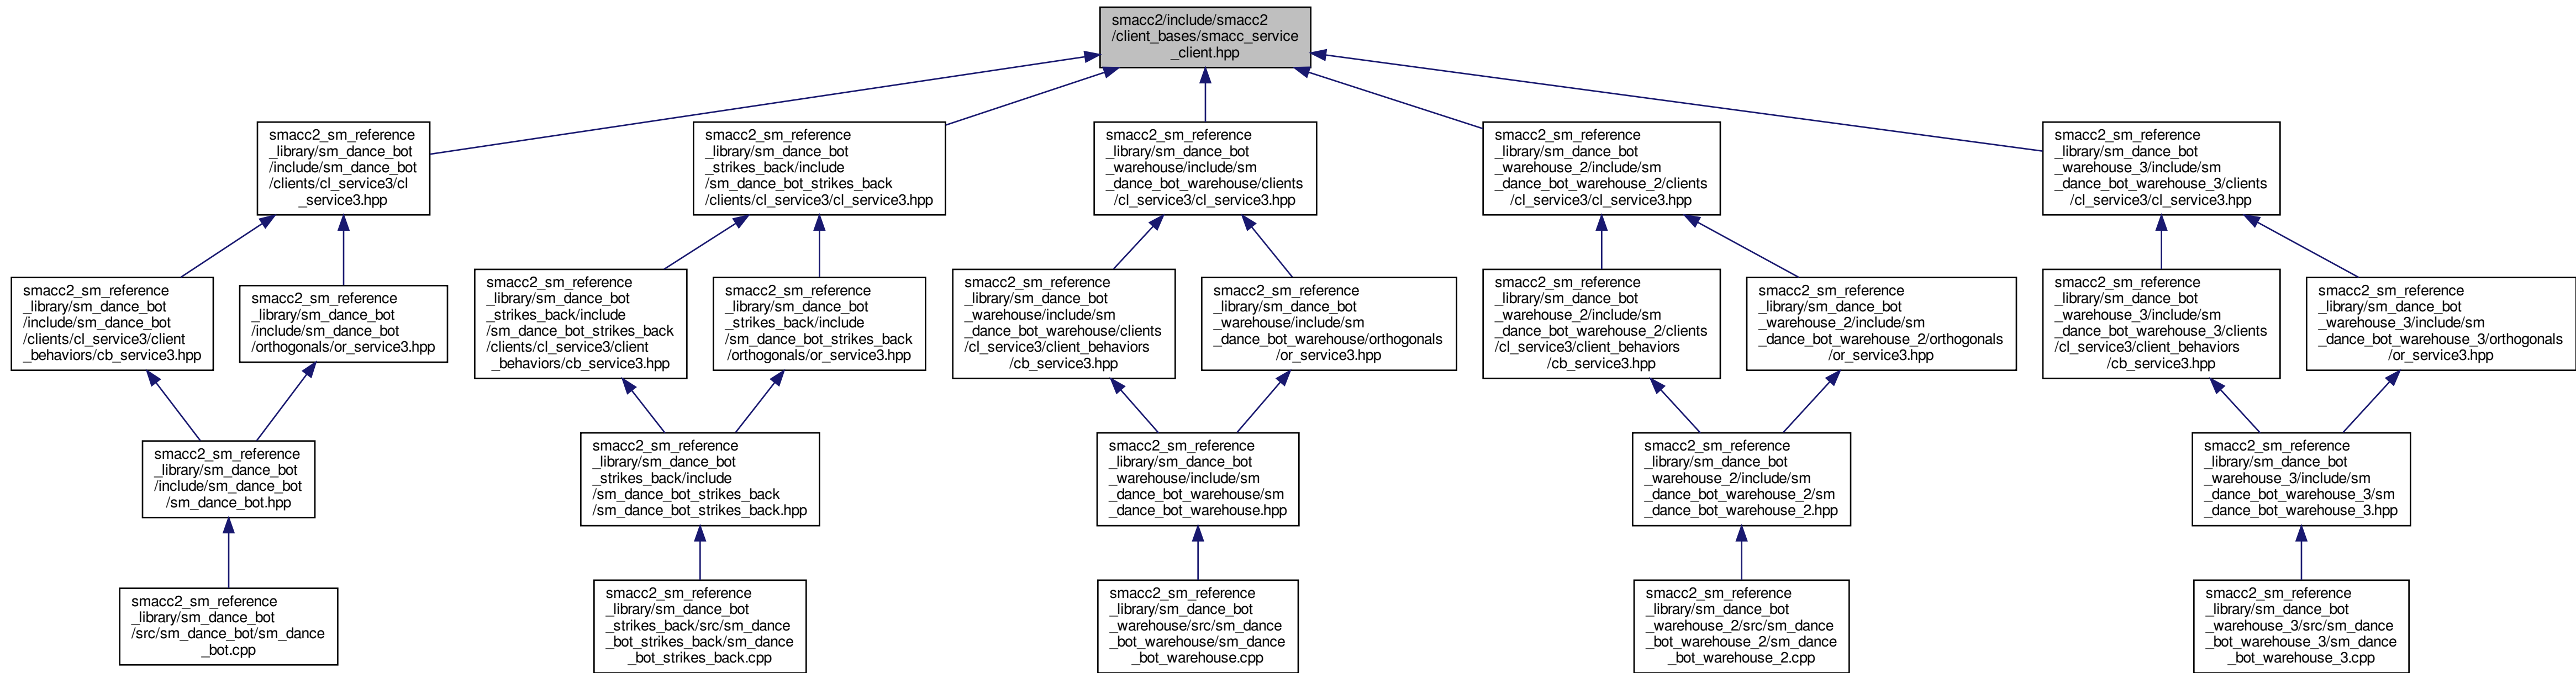 smacc2/include/smacc2
/client_bases/smacc_service
_client.hpp
smacc2_sm_reference
_library/sm_dance_bot
/include/sm_dance_bot
/clients/cl_service3/cl
_service3.hpp
smacc2_sm_reference
_library/sm_dance_bot
_strikes_back/include
/sm_dance_bot_strikes_back
/clients/cl_service3/cl_service3.hpp
smacc2_sm_reference
_library/sm_dance_bot
_warehouse/include/sm
_dance_bot_warehouse/clients
/cl_service3/cl_service3.hpp
smacc2_sm_reference
_library/sm_dance_bot
_warehouse_2/include/sm
_dance_bot_warehouse_2/clients
/cl_service3/cl_service3.hpp
smacc2_sm_reference
_library/sm_dance_bot
_warehouse_3/include/sm
_dance_bot_warehouse_3/clients
/cl_service3/cl_service3.hpp
smacc2_sm_reference
_library/sm_dance_bot
/include/sm_dance_bot
/clients/cl_service3/client
_behaviors/cb_service3.hpp
smacc2_sm_reference
_library/sm_dance_bot
/include/sm_dance_bot
/orthogonals/or_service3.hpp
smacc2_sm_reference
_library/sm_dance_bot
_strikes_back/include
/sm_dance_bot_strikes_back
/clients/cl_service3/client
_behaviors/cb_service3.hpp
smacc2_sm_reference
_library/sm_dance_bot
_strikes_back/include
/sm_dance_bot_strikes_back
/orthogonals/or_service3.hpp
smacc2_sm_reference
_library/sm_dance_bot
_warehouse/include/sm
_dance_bot_warehouse/clients
/cl_service3/client_behaviors
/cb_service3.hpp
smacc2_sm_reference
_library/sm_dance_bot
_warehouse/include/sm
_dance_bot_warehouse/orthogonals
/or_service3.hpp
smacc2_sm_reference
_library/sm_dance_bot
_warehouse_2/include/sm
_dance_bot_warehouse_2/clients
/cl_service3/client_behaviors
/cb_service3.hpp
smacc2_sm_reference
_library/sm_dance_bot
_warehouse_2/include/sm
_dance_bot_warehouse_2/orthogonals
/or_service3.hpp
smacc2_sm_reference
_library/sm_dance_bot
_warehouse_3/include/sm
_dance_bot_warehouse_3/clients
/cl_service3/client_behaviors
/cb_service3.hpp
smacc2_sm_reference
_library/sm_dance_bot
_warehouse_3/include/sm
_dance_bot_warehouse_3/orthogonals
/or_service3.hpp
smacc2_sm_reference
_library/sm_dance_bot
/include/sm_dance_bot
/sm_dance_bot.hpp
smacc2_sm_reference
_library/sm_dance_bot
_strikes_back/include
/sm_dance_bot_strikes_back
/sm_dance_bot_strikes_back.hpp
smacc2_sm_reference
_library/sm_dance_bot
_warehouse/include/sm
_dance_bot_warehouse/sm
_dance_bot_warehouse.hpp
smacc2_sm_reference
_library/sm_dance_bot
_warehouse_2/include/sm
_dance_bot_warehouse_2/sm
_dance_bot_warehouse_2.hpp
smacc2_sm_reference
_library/sm_dance_bot
_warehouse_3/include/sm
_dance_bot_warehouse_3/sm
_dance_bot_warehouse_3.hpp
smacc2_sm_reference
_library/sm_dance_bot
/src/sm_dance_bot/sm_dance
_bot.cpp
smacc2_sm_reference
_library/sm_dance_bot
_strikes_back/src/sm_dance
_bot_strikes_back/sm_dance
_bot_strikes_back.cpp
smacc2_sm_reference
_library/sm_dance_bot
_warehouse/src/sm_dance
_bot_warehouse/sm_dance
_bot_warehouse.cpp
smacc2_sm_reference
_library/sm_dance_bot
_warehouse_2/src/sm_dance
_bot_warehouse_2/sm_dance
_bot_warehouse_2.cpp
smacc2_sm_reference
_library/sm_dance_bot
_warehouse_3/src/sm_dance
_bot_warehouse_3/sm_dance
_bot_warehouse_3.cpp